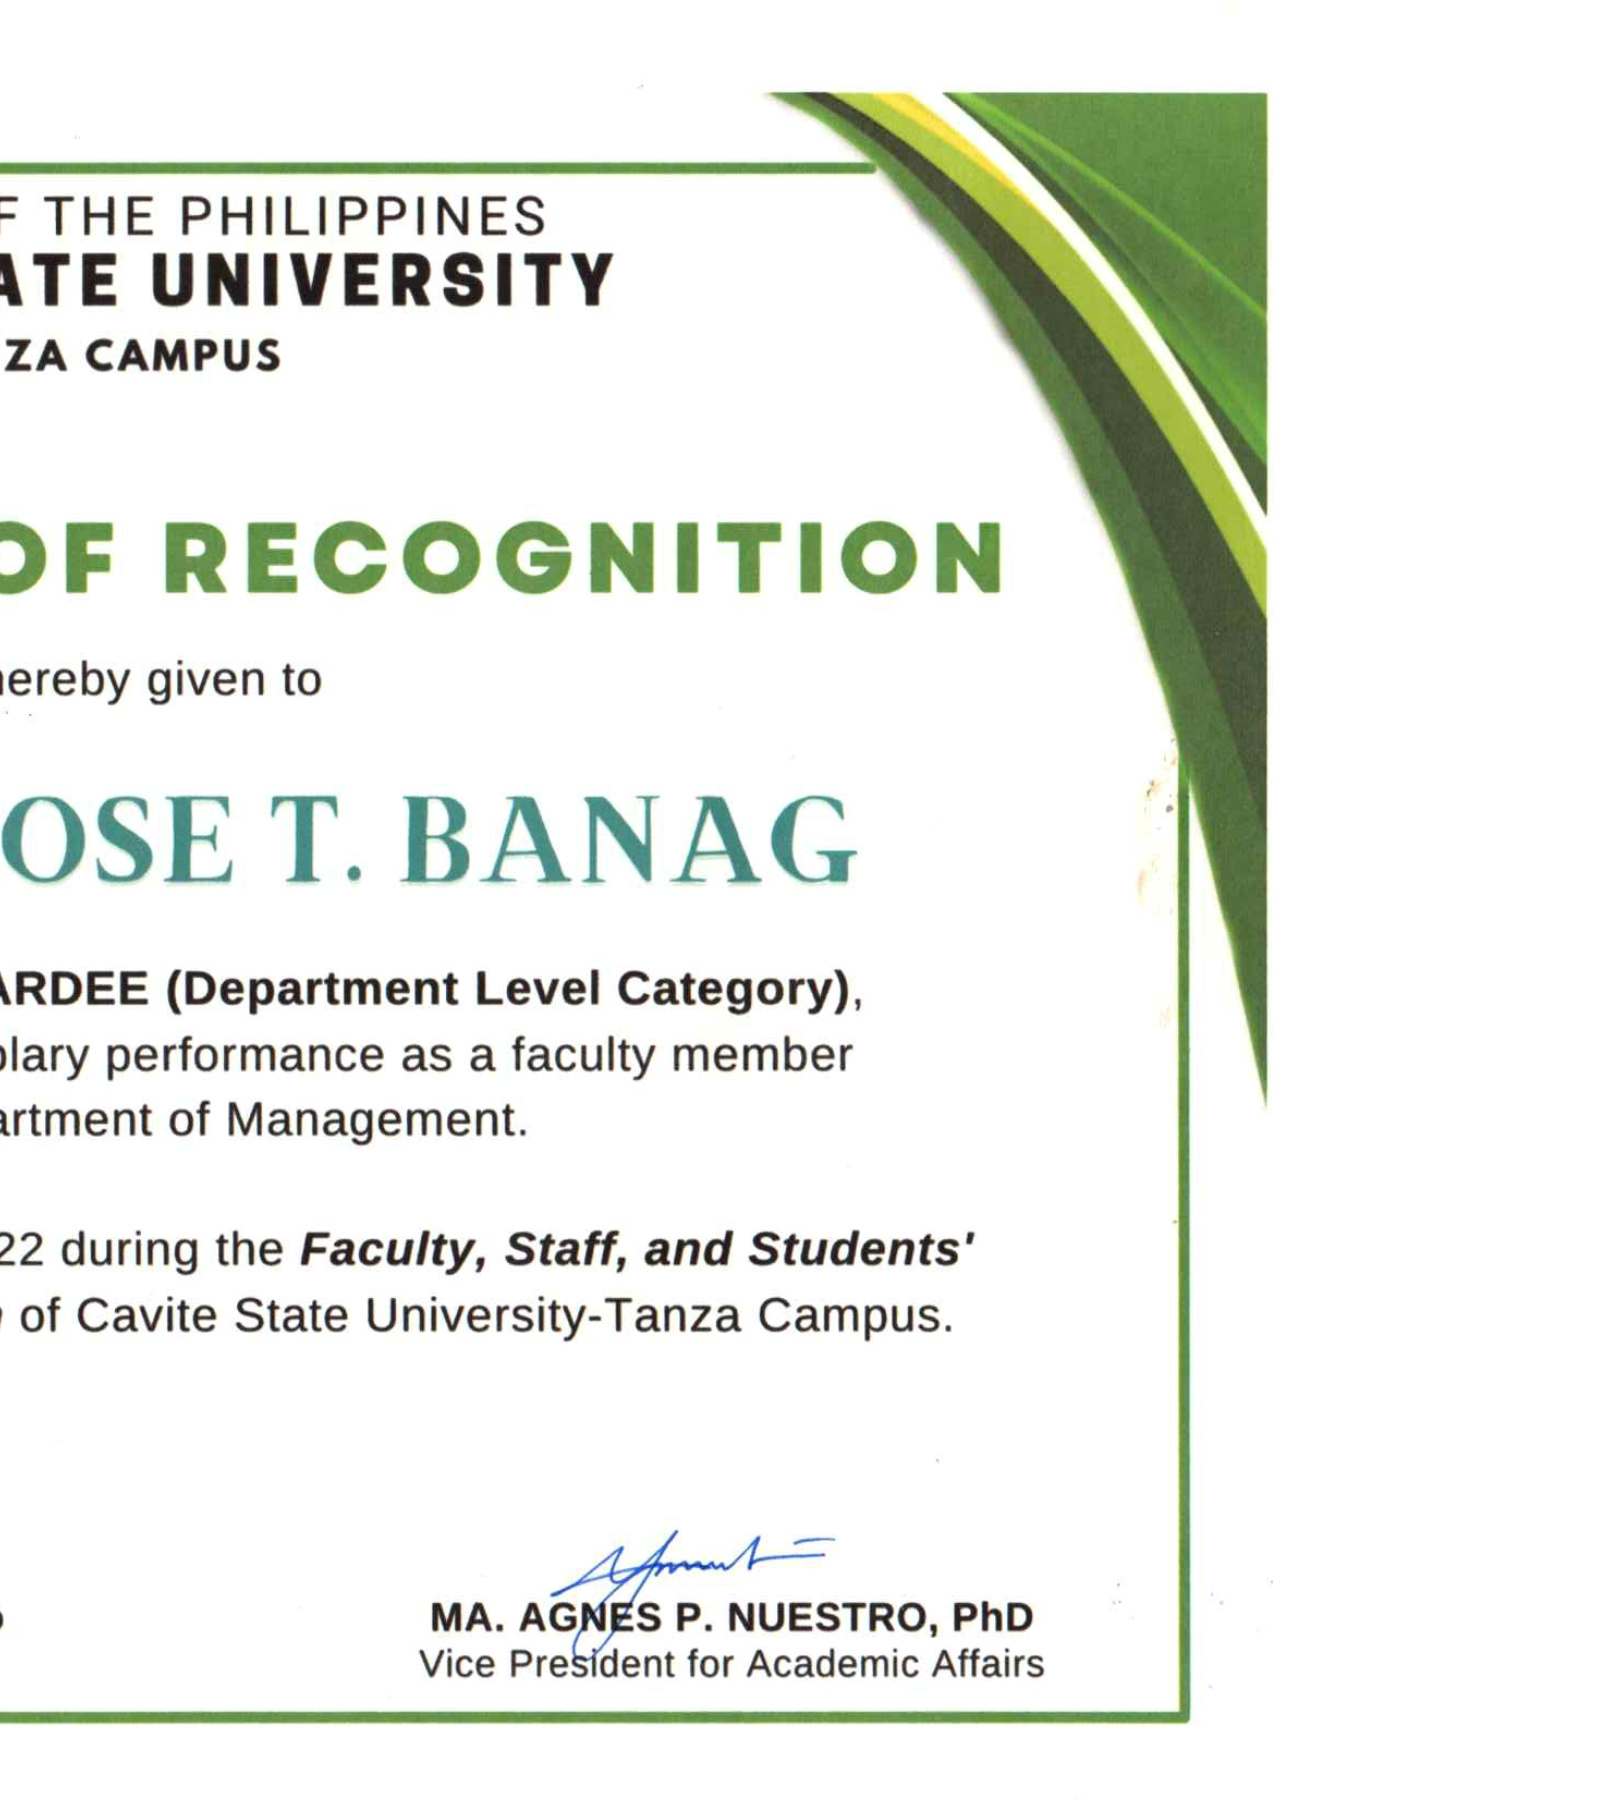 F THE PHILIPPINES
ATE UNIVERSITY
ZA CAMPUS
OF RECOGNITION
hereby given to
OSE T. BANAG
ARDEE (Department Level Category),
plary performance as a faculty member
artment of Management.
22 during the Faculty, Staff, and Students'
of Cavite State University-Tanza Campus.
MA. AGNES P. NUESTRO, PhD
Vice President for Academic Affairs